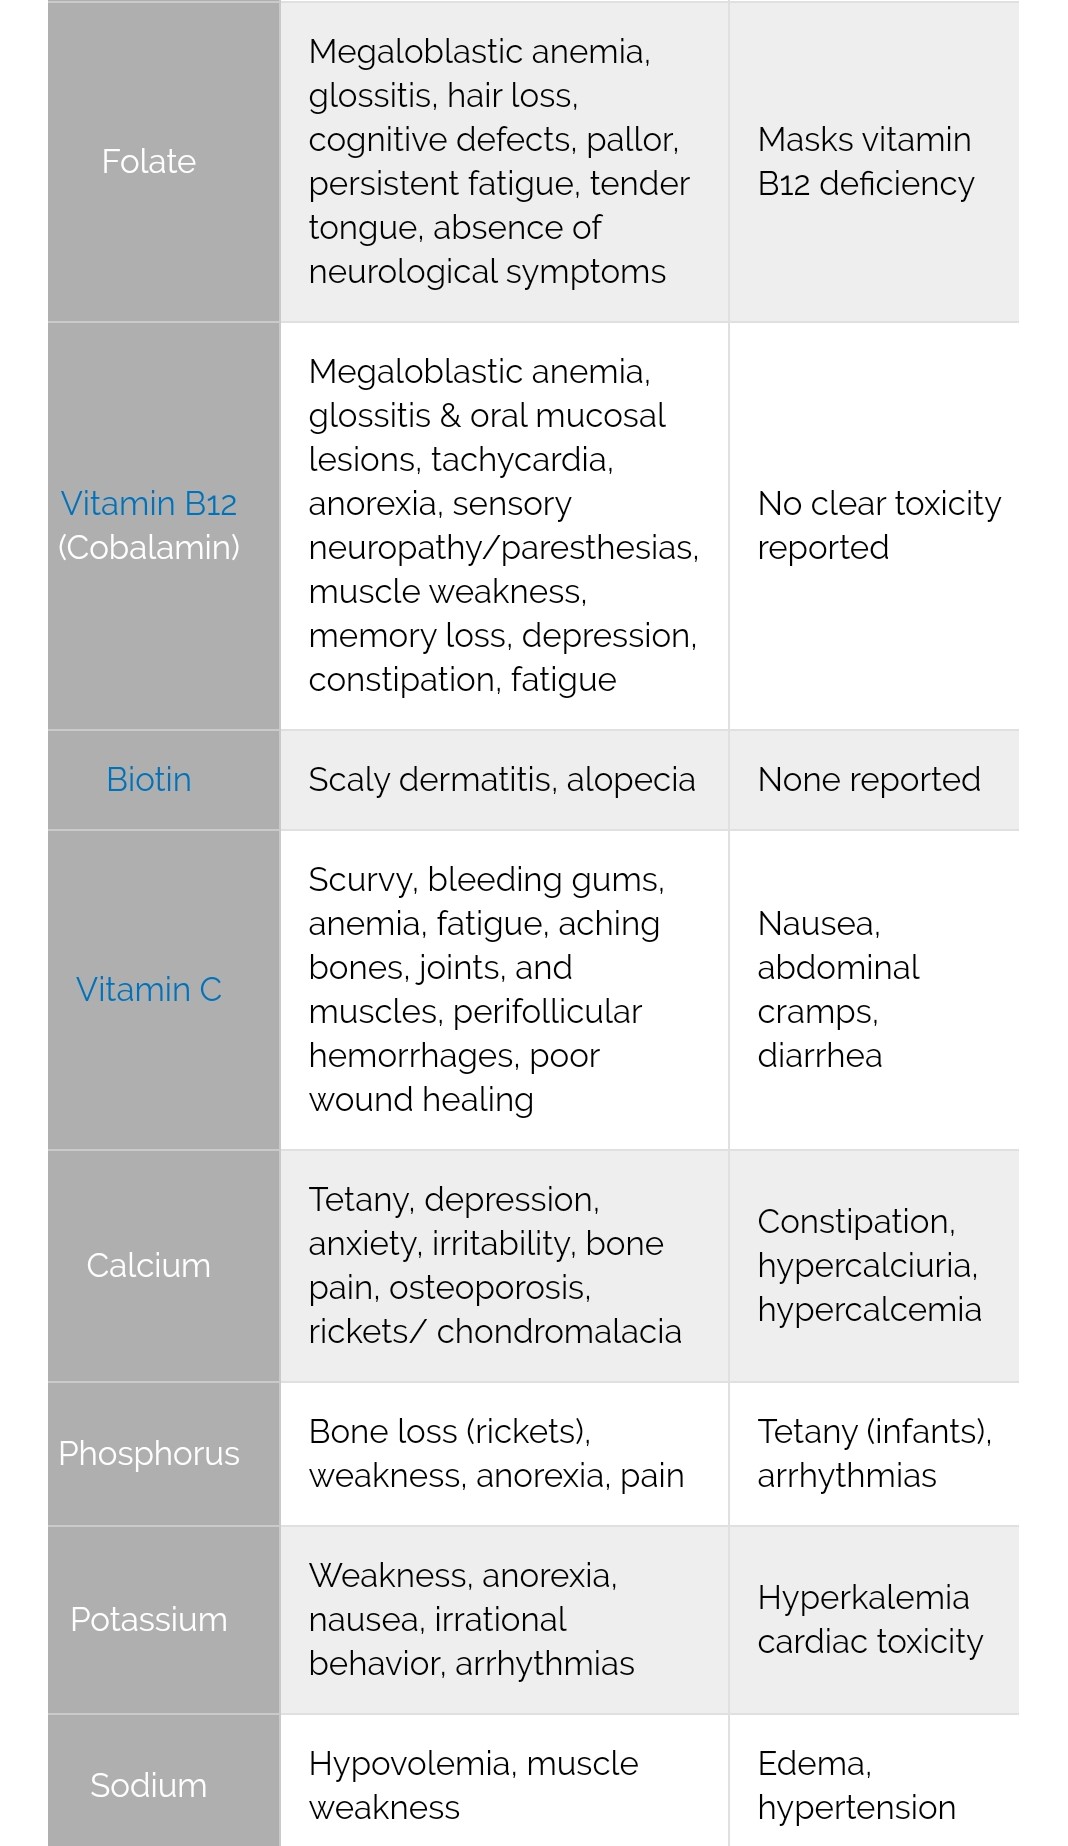 Folate
Megaloblastic anemia,
glossitis, hair loss,
cognitive defects, pallor,
persistent fatigue, tender
tongue, absence of
neurological symptoms
Masks vitamin
B12 deficiency
Vitamin B12
(Cobalamin)
Megaloblastic anemia,
glossitis & oral mucosal
lesions, tachycardia,
anorexia, sensory
neuropathy/paresthesias,
muscle weakness,
memory loss, depression,
constipation, fatigue
No clear toxicity
reported
Biotin
Scaly dermatitis, alopecia
None reported
Vitamin C
Scurvy, bleeding gums,
anemia, fatigue, aching
bones, joints, and
muscles, perifollicular
hemorrhages, poor
wound healing
Nausea,
abdominal
cramps,
diarrhea
Calcium
Tetany, depression,
anxiety, irritability, bone
pain, osteoporosis,
rickets/ chondromalacia
Constipation,
hypercalciuria,
hypercalcemia
Phosphorus
Bone loss (rickets),
weakness, anorexia, pain
Tetany (infants),
arrhythmias
Potassium
Weakness, anorexia,
nausea, irrational
behavior, arrhythmias
Hyperkalemia
cardiac toxicity
Sodium
Hypovolemia, muscle
weakness
Edema,
hypertension